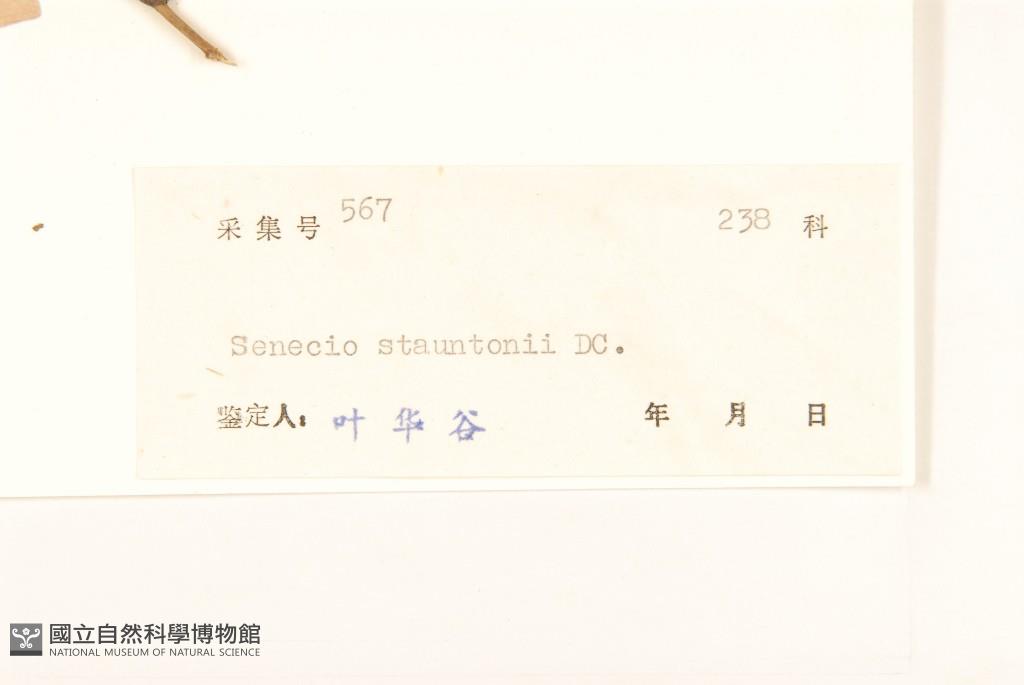 采集号 567 238 科
Senecio stauntonii DC.
鉴定人: 叶华谷 年 月 日
國立自然科學博物館
NATIONAL MUSEUM OF NATURAL SCIENCE